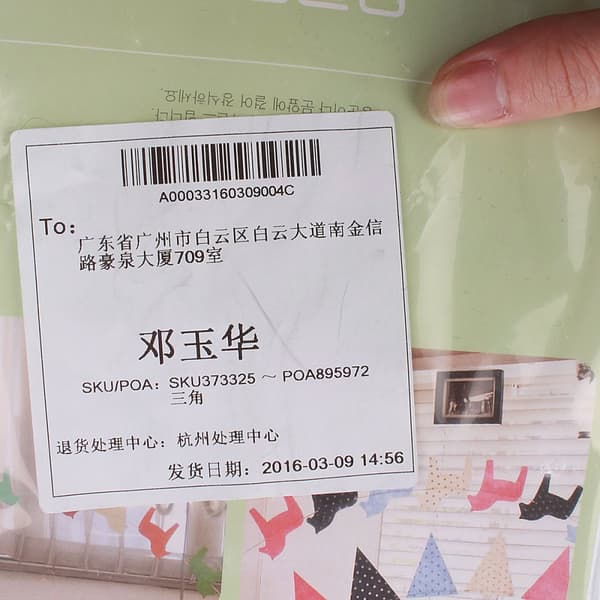 A00033160309004C
To:
广东省广州市白云区白云大道南金信
路豪泉大厦709室
邓玉华
SKU/POA: SKU373325 ~ POA895972
三角
退货处理中心：杭州处理中心
发货日期：2016-03-09 14:56